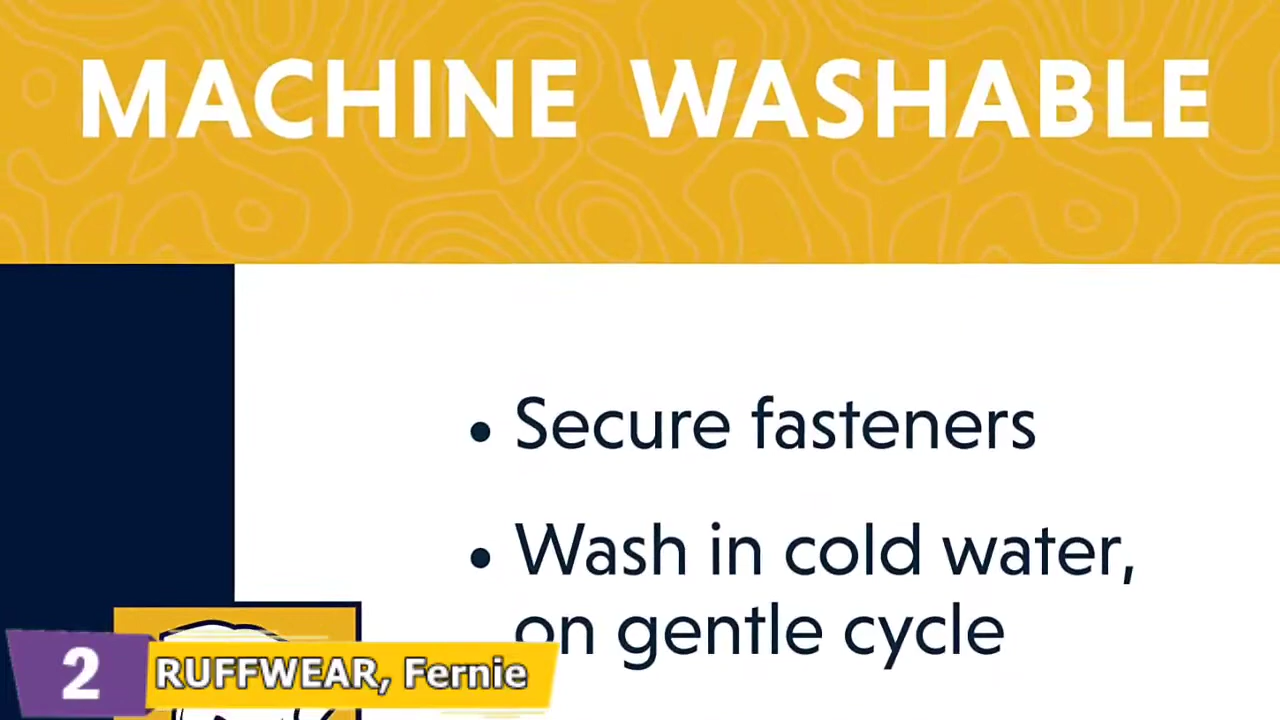 MACHINE WASHABLE
• Secure fasteners
• Wash in cold water,
on gentle cycle
2
RUFFWEAR, Fernie